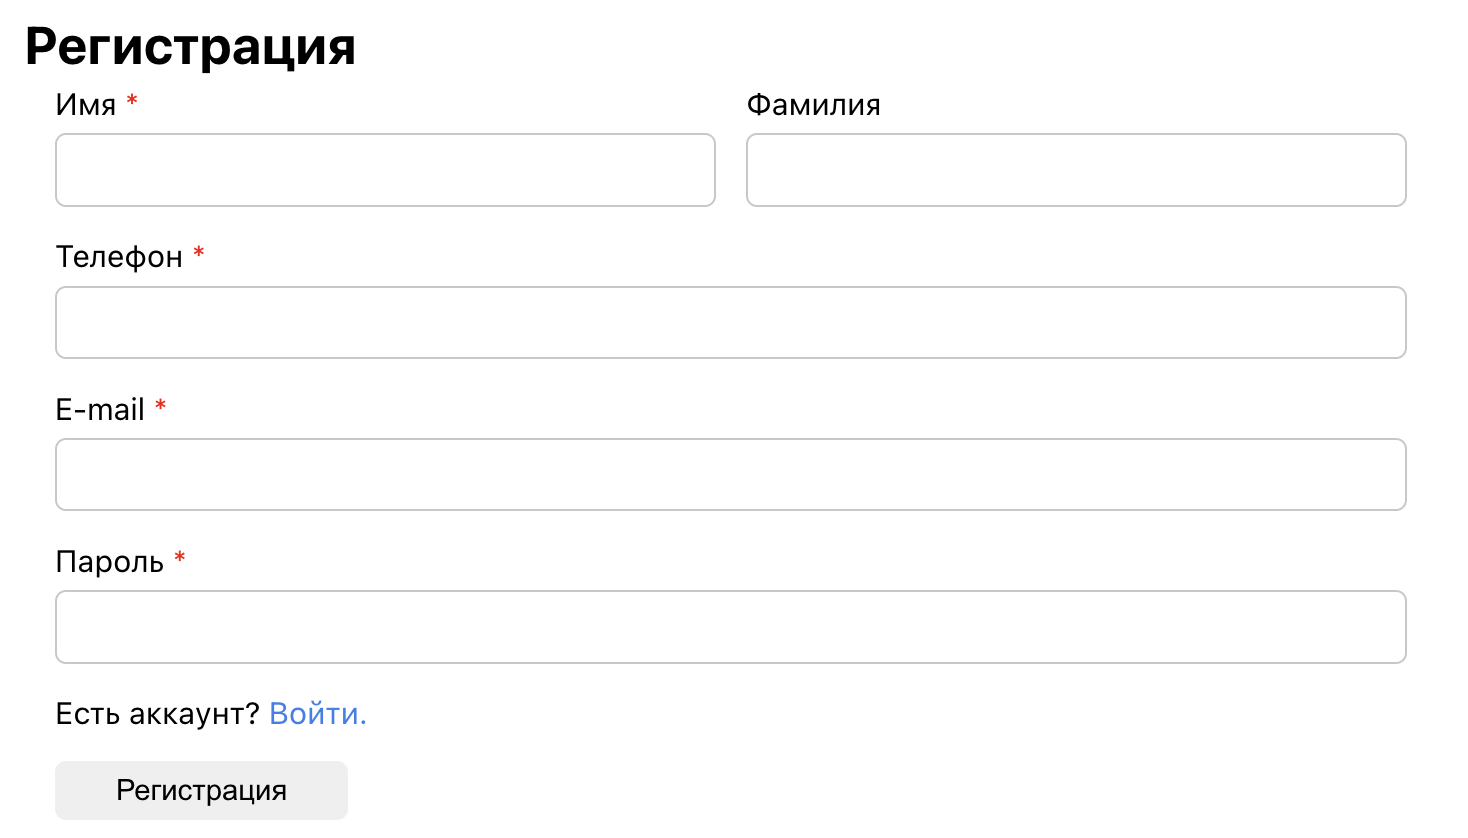 Регистрация
Имя *
Фамилия
Телефон *
E-mail *
Пароль *
Есть аккаунт? Войти.
Регистрация